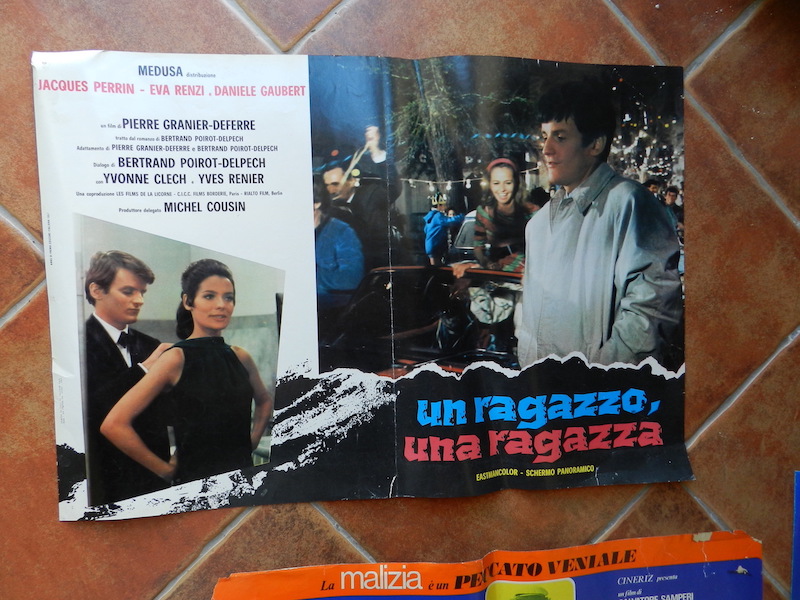 MEDUSA distribuzione
JACQUES PERRIN - EVA RENZI . DANIELE GAUBERT
un film di PIERRE GRANIER-DEFERRE
tratto dal romanzo di BERTRAND POIROT-DELPECH
Adattamento di PIERRE GRANIER-DEFERRE e BERTRAND POIROT-DELPECH
Dialogo di BERTRAND POIROT-DELPECH
con YVONNE CLECH . YVES RENIER
Una coproduzione LES FILMS DE LA LICORNE - C.I.C.C. FILMS BORDERIE, Paris - RIALTO FILM, Berlin
Produttore delegato MICHEL COUSIN
un ragazzo,
una ragazza
EASTMANCOLOR - SCHERMO PANORAMICO
La malizia è un PECCATO VENIALE
CINERIZ presenta
un film di
SALVATORE SAMPERI